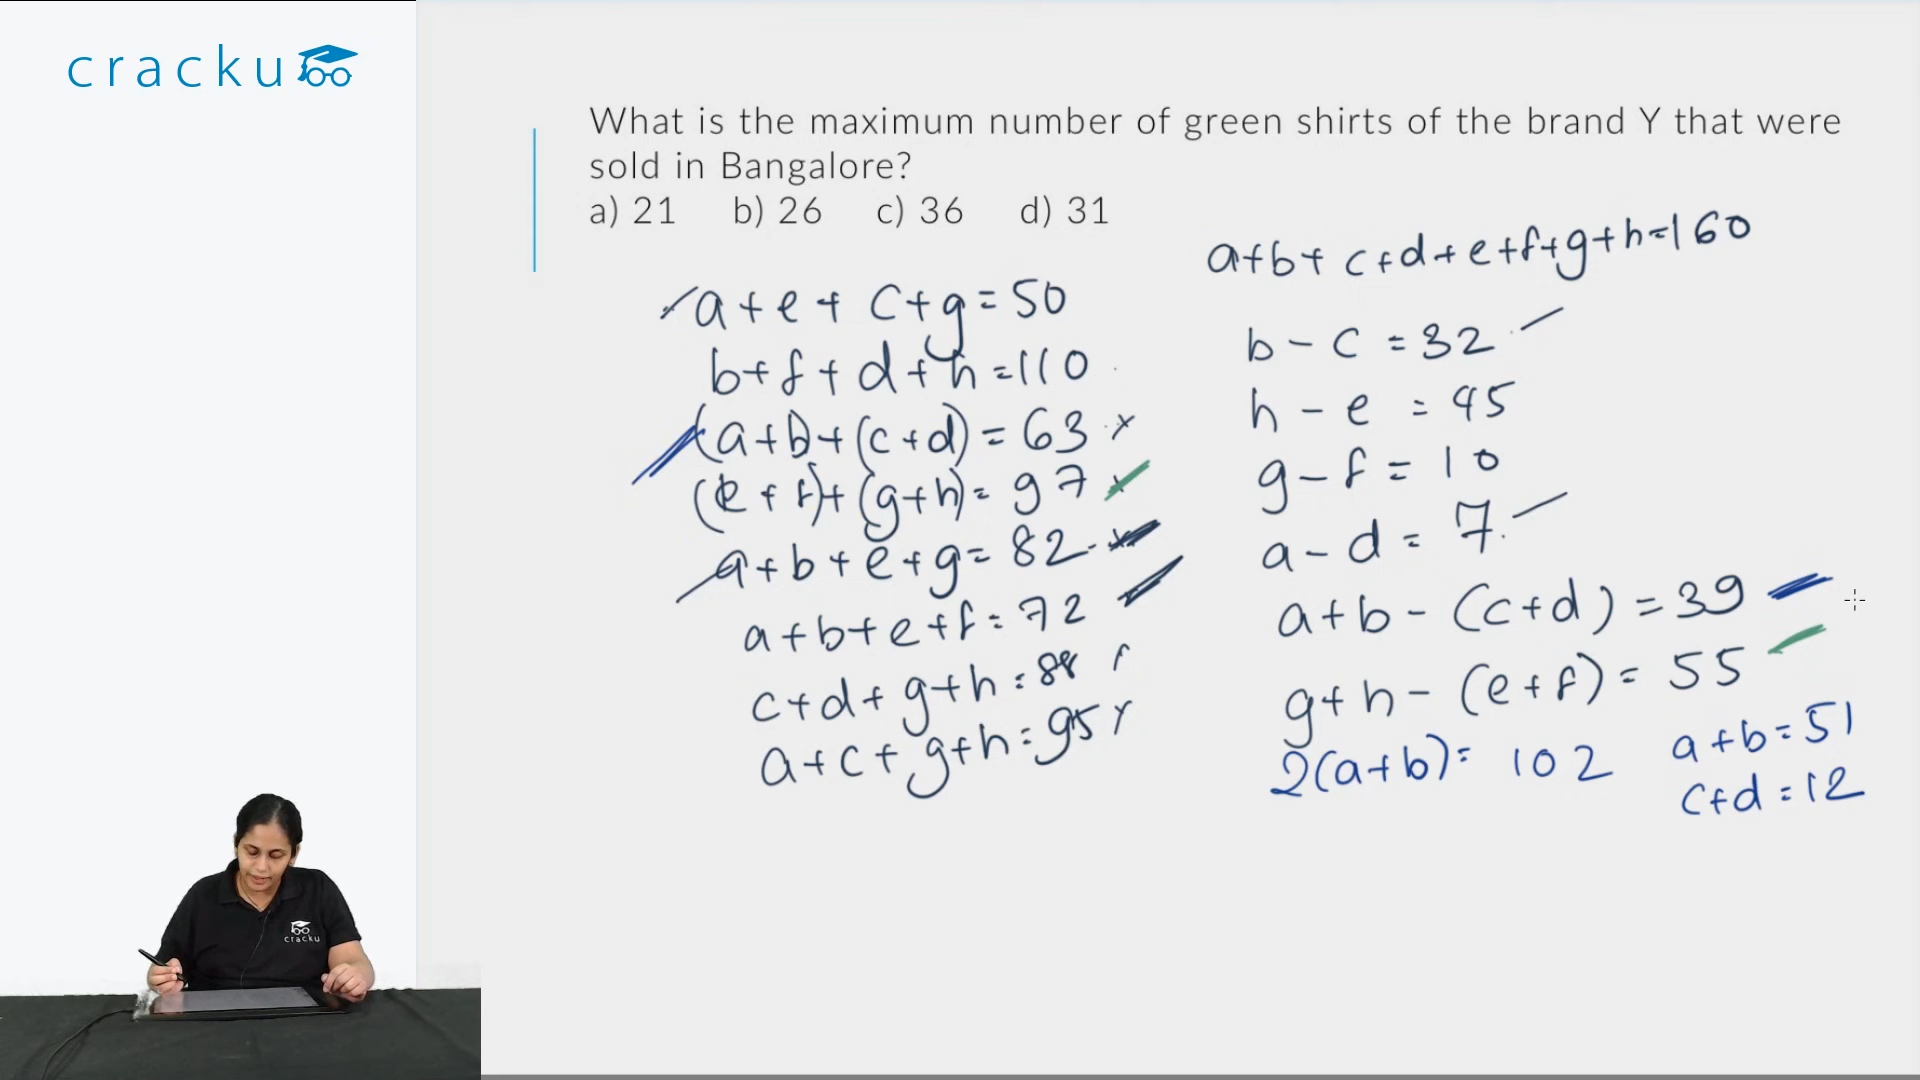 cracku
What is the maximum number of green shirts of the brand Y that were
sold in Bangalore?
a) 21 b) 26 c) 36 d) 31
a+b+c+d+e+f+g+h=160
a+e+c+g=50
b+f+d+h=110
(a+b)+(c+d)=63
(e+f)+(g+h)=97
a+b+e+g=82
a+b+e+f=72
c+d+g+h=88
a+c+g+h=95
b-c=32
h-e=45
g-f=10
a-d=7
a+b-(c+d)=39
g+h-(e+f)=55
2(a+b)=102
a+b=51
c+d=12
cracku